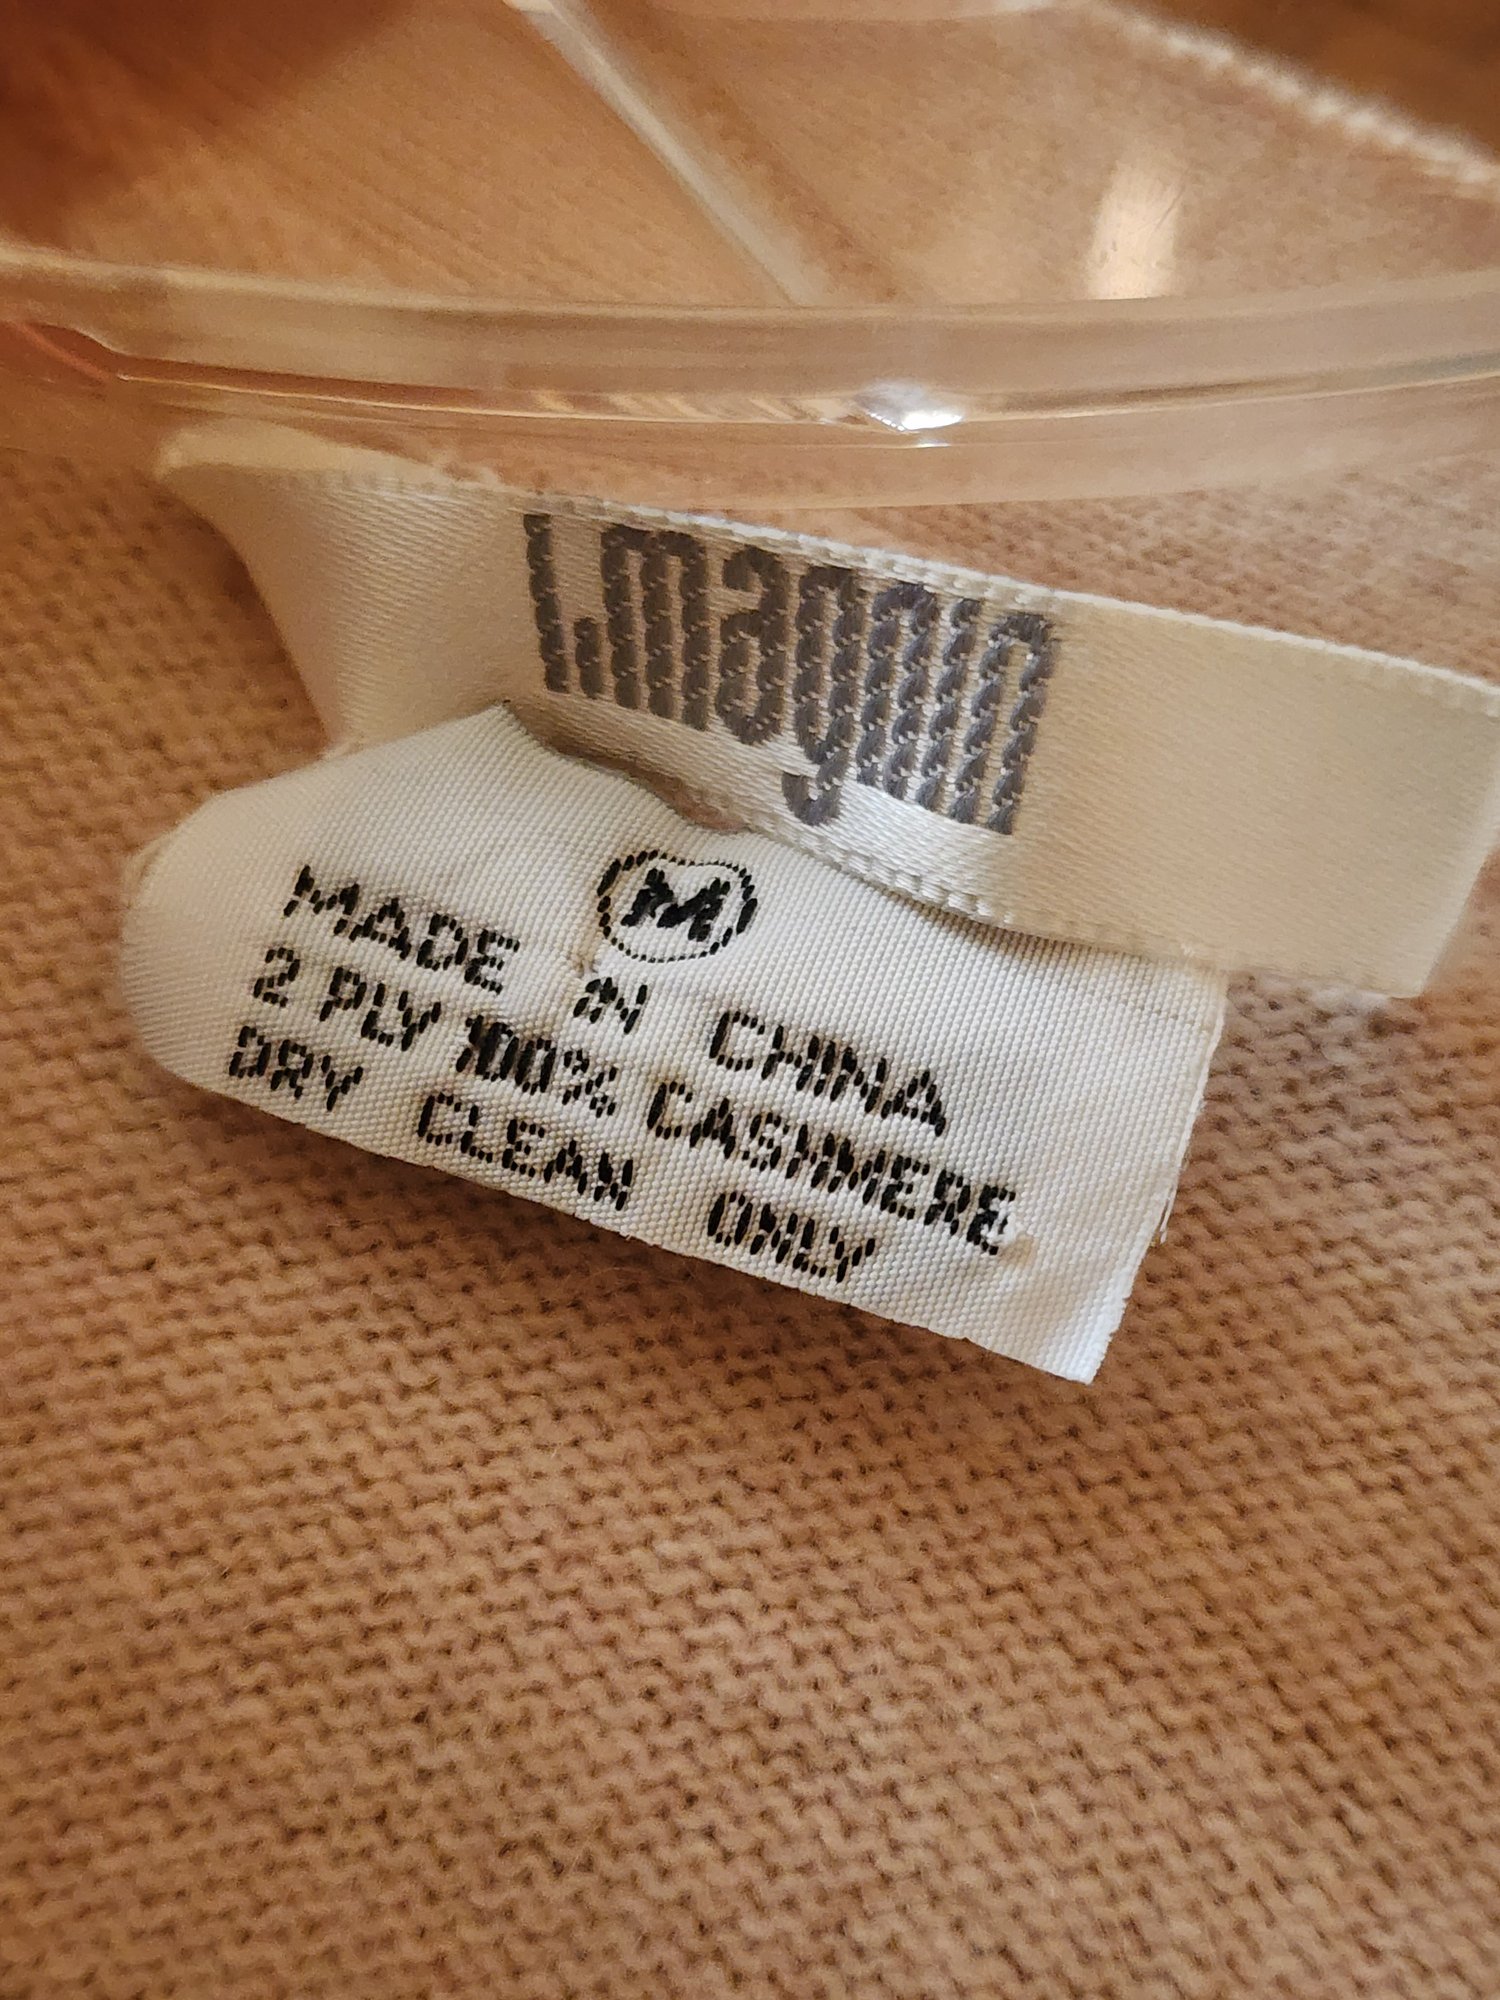 I.magnin
M
MADE IN CHINA
2 PLY 100% CASHMERE
DRY CLEAN ONLY